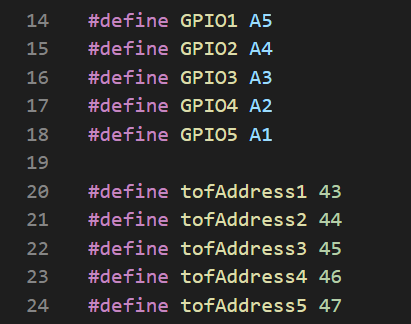 14 #define GPIO1 A5
15 #define GPIO2 A4
16 #define GPIO3 A3
17 #define GPIO4 A2
18 #define GPIO5 A1
19
20 #define tofAddress1 43
21 #define tofAddress2 44
22 #define tofAddress3 45
23 #define tofAddress4 46
24 #define tofAddress5 47